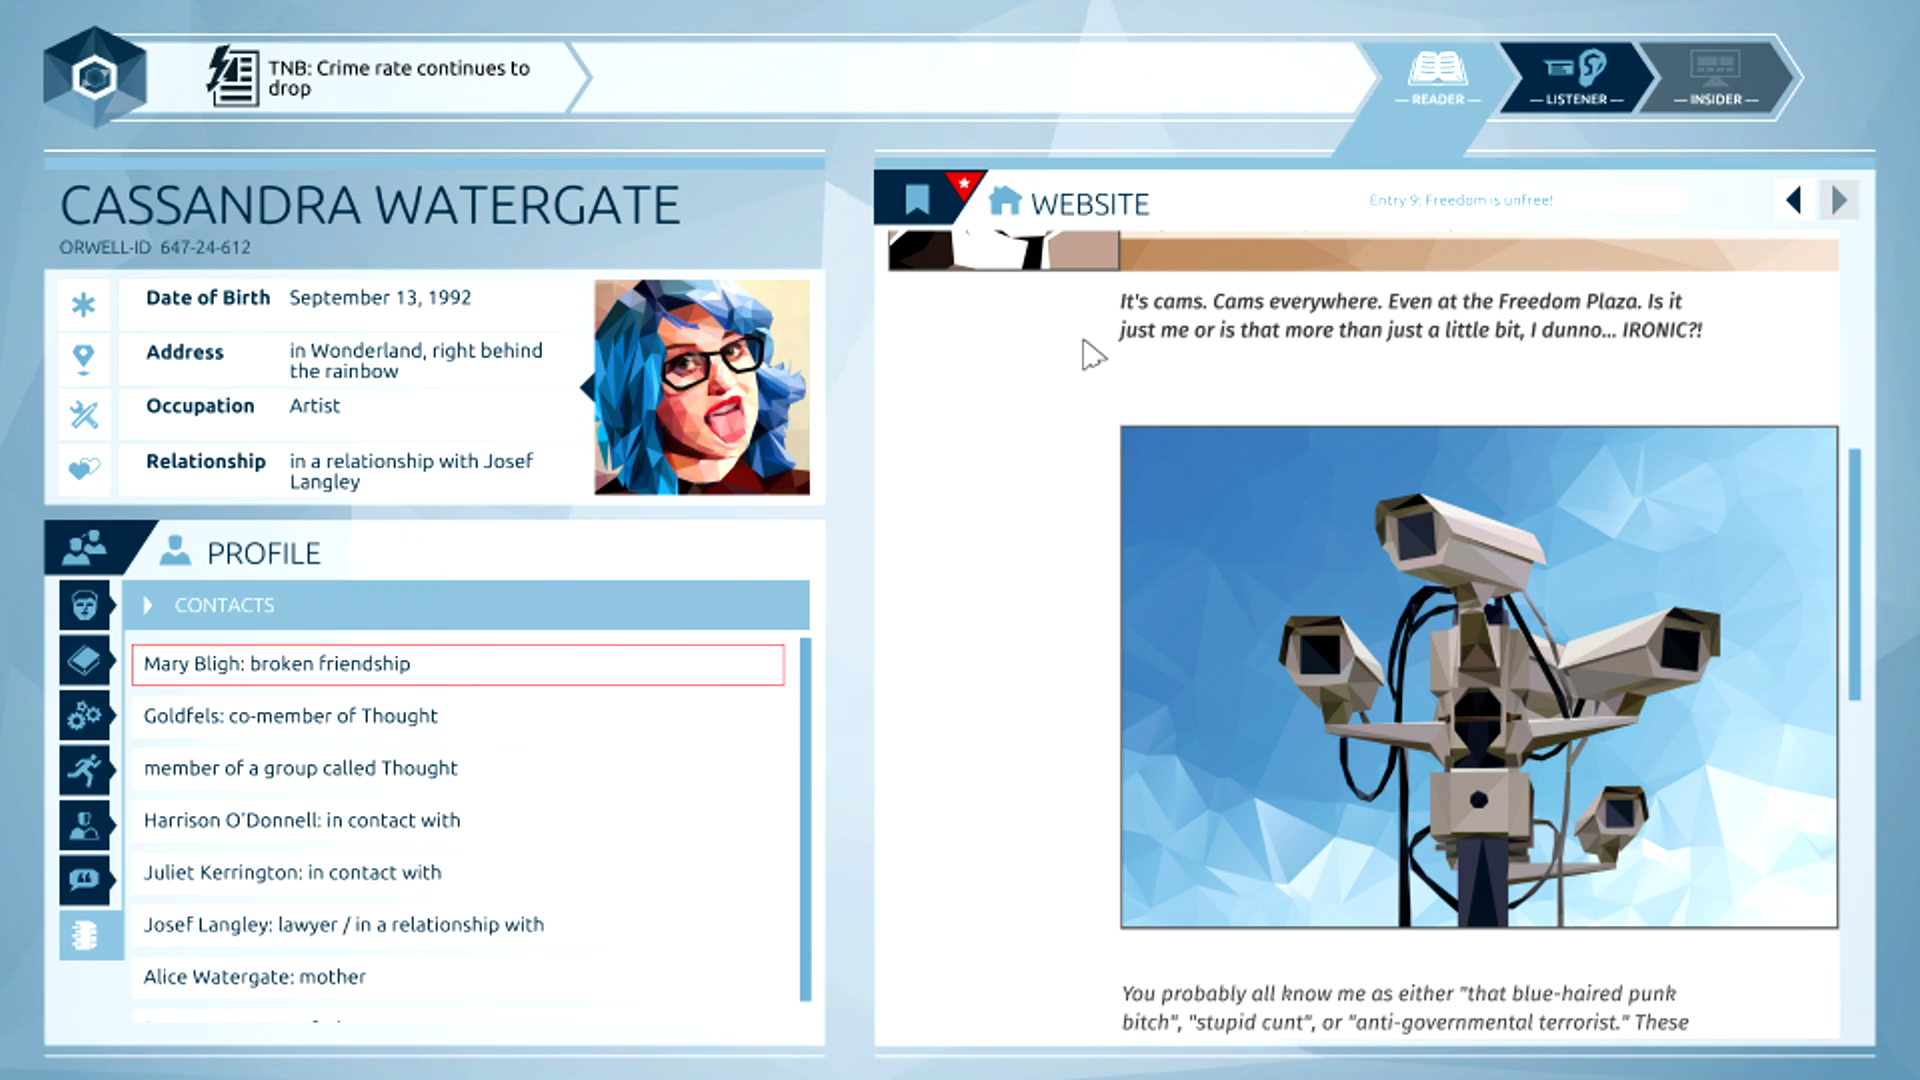 TNB: Crime rate continues to
drop
— READER —
— LISTENER —
— INSIDER —
CASSANDRA WATERGATE
ORWELL-ID 647-24-612
Date of Birth September 13, 1992
Address in Wonderland, right behind
the rainbow
Occupation Artist
Relationship in a relationship with Josef
Langley
PROFILE
CONTACTS
Mary Bligh: broken friendship
Goldfels: co-member of Thought
member of a group called Thought
Harrison O'Donnell: in contact with
Juliet Kerrington: in contact with
Josef Langley: lawyer / in a relationship with
Alice Watergate: mother
WEBSITE
Entry 9: Freedom is unfree!
It's cams. Cams everywhere. Even at the Freedom Plaza. Is it
just me or is that more than just a little bit, I dunno... IRONIC?!
You probably all know me as either "that blue-haired punk
bitch", "stupid cunt", or "anti-governmental terrorist." These